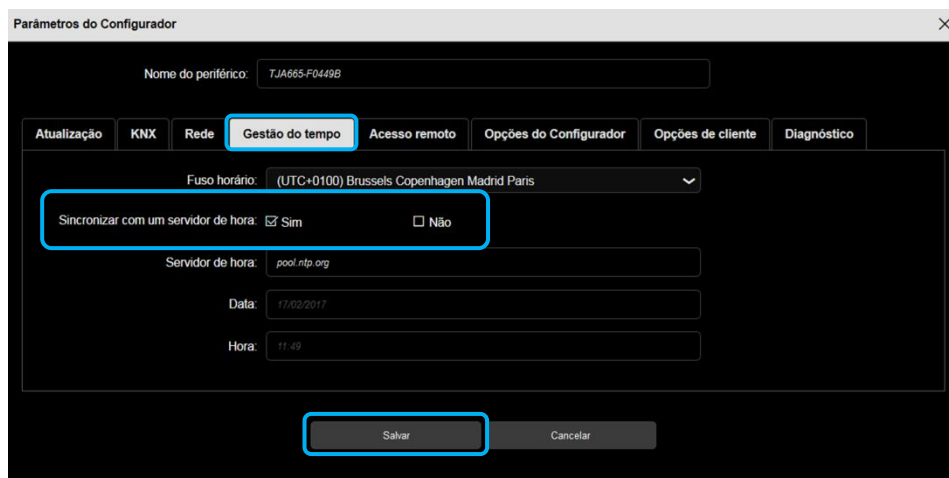 Parâmetros do Configurador
Nome do periférico: TJA665-F0449B
Atualização KNX Rede Gestão do tempo Acesso remoto Opções do Configurador Opções de cliente Diagnóstico
Fuso horário: (UTC+0100) Brussels Copenhagen Madrid Paris
Sincronizar com um servidor de hora: Sim Não
Servidor de hora: pool.ntp.org
Data: 17/02/2017
Hora: 11:49
Salvar Cancelar